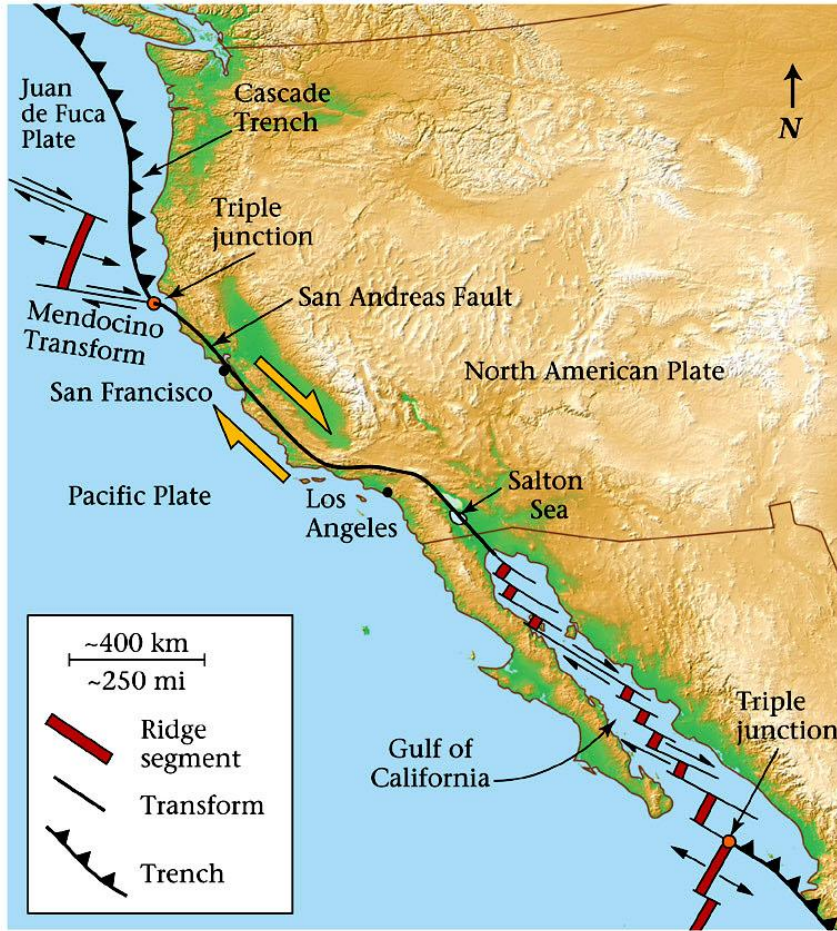 Juan
de Fuca
Plate
Cascade
Trench
N
Triple
junction
San Andreas Fault
Mendocino
Transform
North American Plate
San Francisco
Pacific Plate
Los
Angeles
Salton
Sea
~400 km
~250 mi
Ridge
segment
Transform
Trench
Gulf of
California
Triple
junction